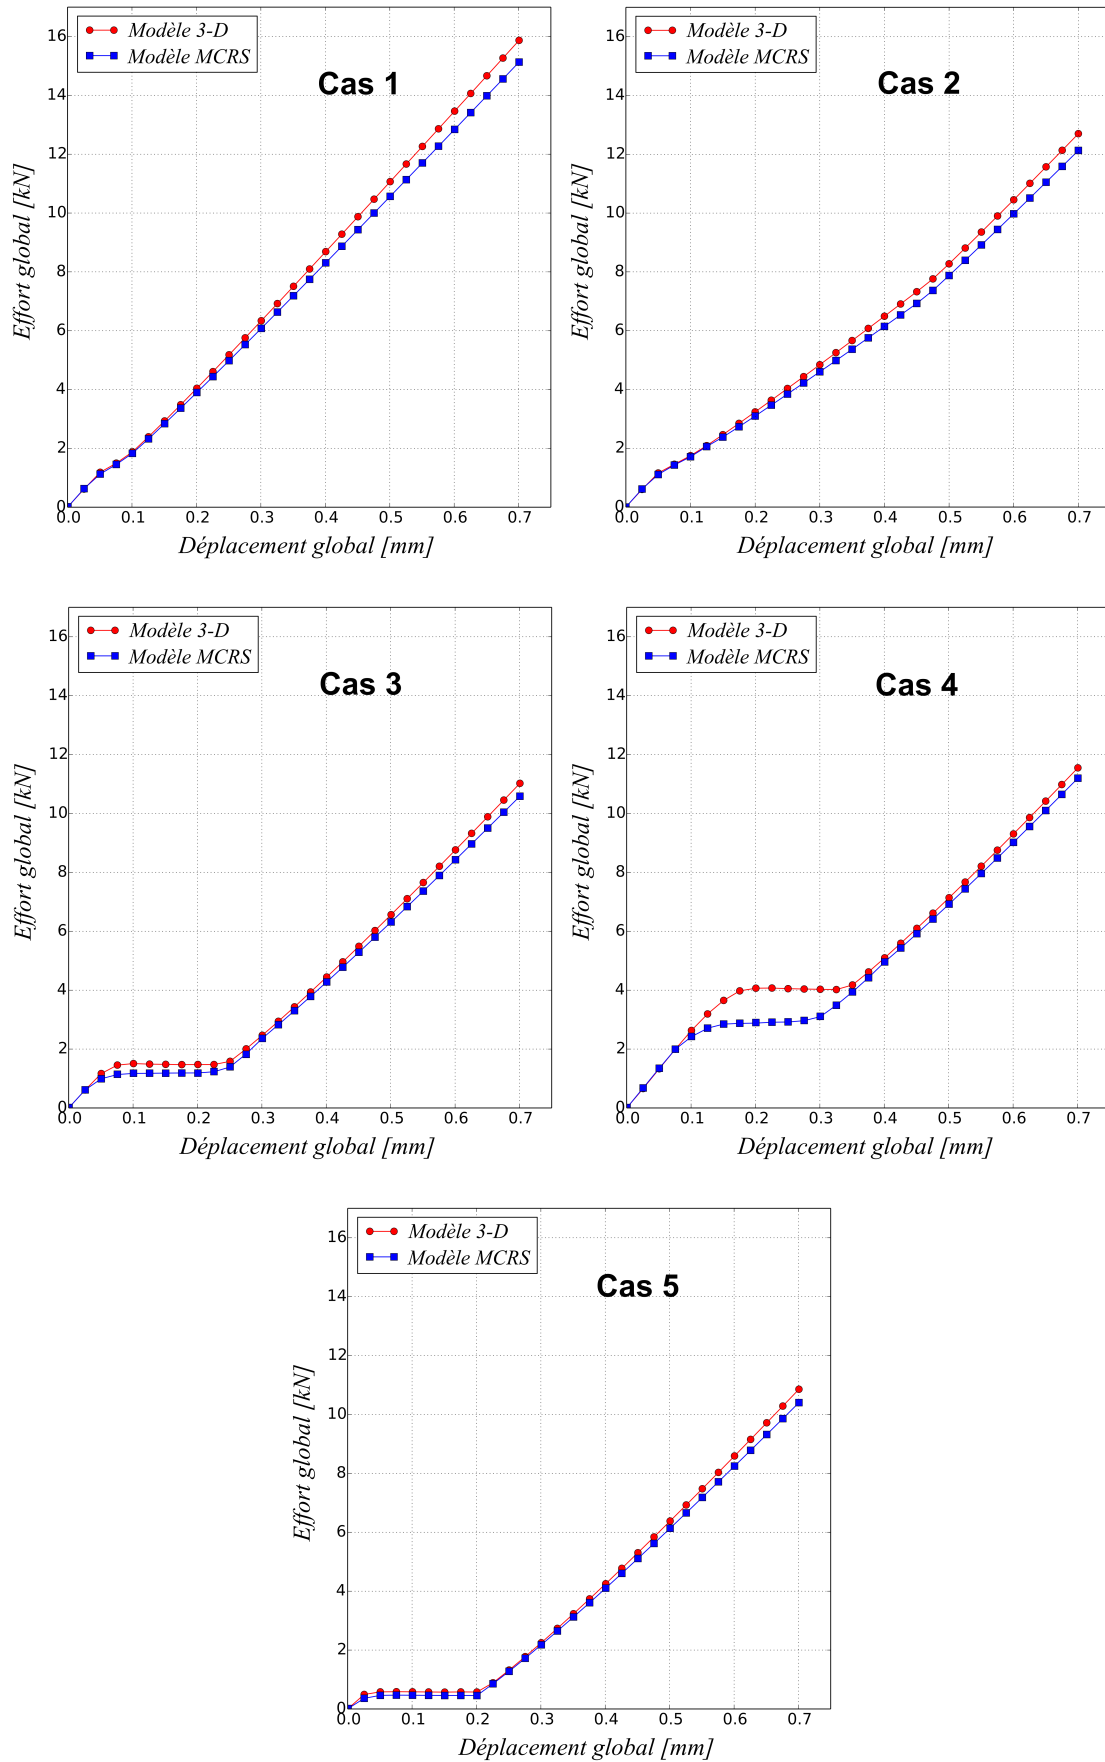 Modèle 3-D
Modèle MCRS
Cas 1
16
14
12
10
8
6
4
2
0
0.0 0.1 0.2 0.3 0.4 0.5 0.6 0.7
Effort global [kN]
Déplacement global [mm]
Modèle 3-D
Modèle MCRS
Cas 2
16
14
12
10
8
6
4
2
0
0.0 0.1 0.2 0.3 0.4 0.5 0.6 0.7
Effort global [kN]
Déplacement global [mm]
Modèle 3-D
Modèle MCRS
Cas 3
16
14
12
10
8
6
4
2
0
0.0 0.1 0.2 0.3 0.4 0.5 0.6 0.7
Effort global [kN]
Déplacement global [mm]
Modèle 3-D
Modèle MCRS
Cas 4
16
14
12
10
8
6
4
2
0
0.0 0.1 0.2 0.3 0.4 0.5 0.6 0.7
Effort global [kN]
Déplacement global [mm]
Modèle 3-D
Modèle MCRS
Cas 5
16
14
12
10
8
6
4
2
0
0.0 0.1 0.2 0.3 0.4 0.5 0.6 0.7
Effort global [kN]
Déplacement global [mm]